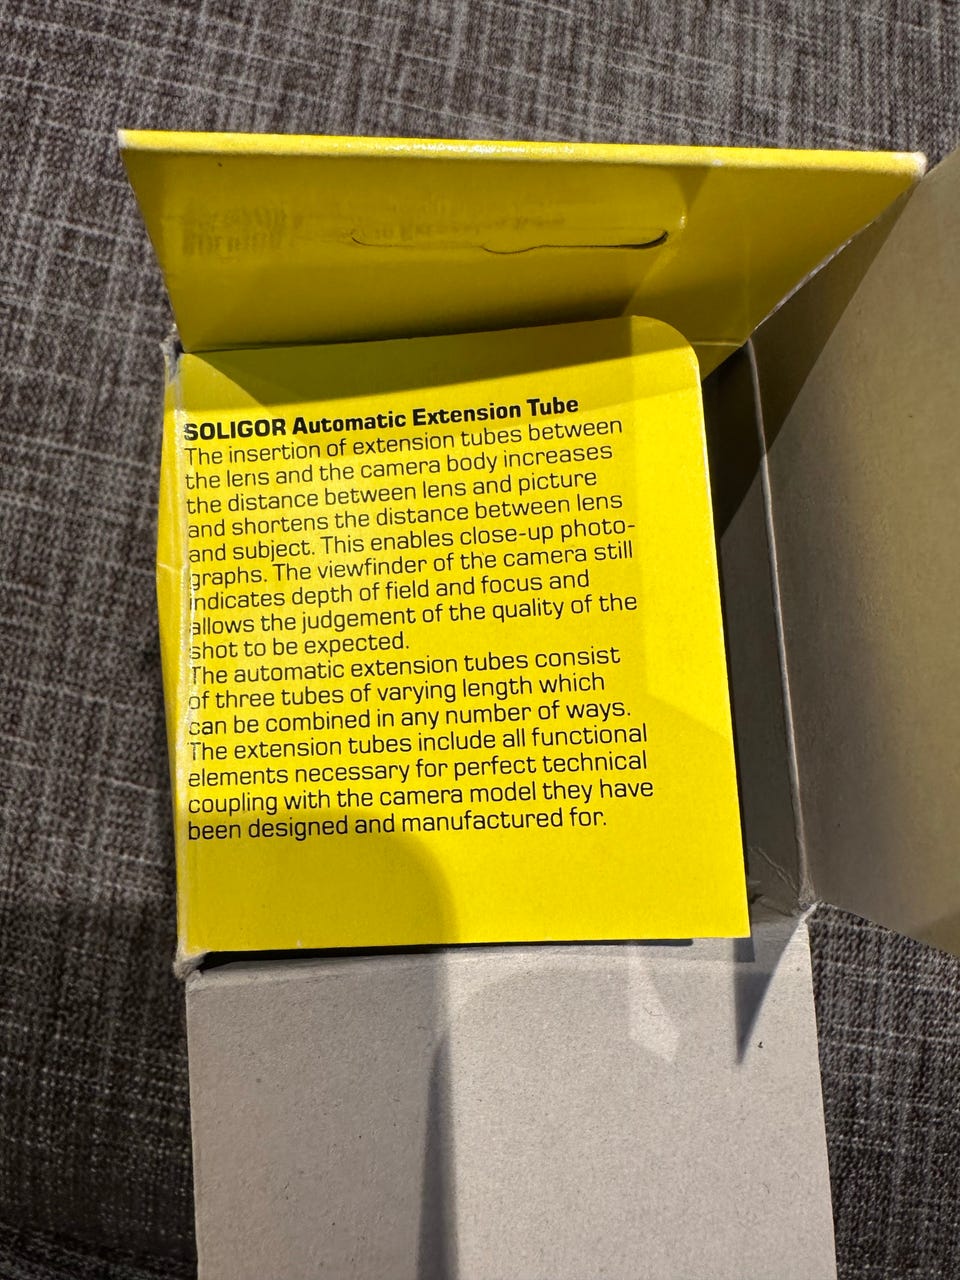 SOLIGOR Automatic Extension Tube
The insertion of extension tubes between
the lens and the camera body increases
the distance between lens and picture
and shortens the distance between lens
and subject. This enables close-up photo-
graphs. The viewfinder of the camera still
indicates depth of field and focus and
allows the judgement of the quality of the
shot to be expected.
The automatic extension tubes consist
of three tubes of varying length which
can be combined in any number of ways.
The extension tubes include all functional
elements necessary for perfect technical
coupling with the camera model they have
been designed and manufactured for.